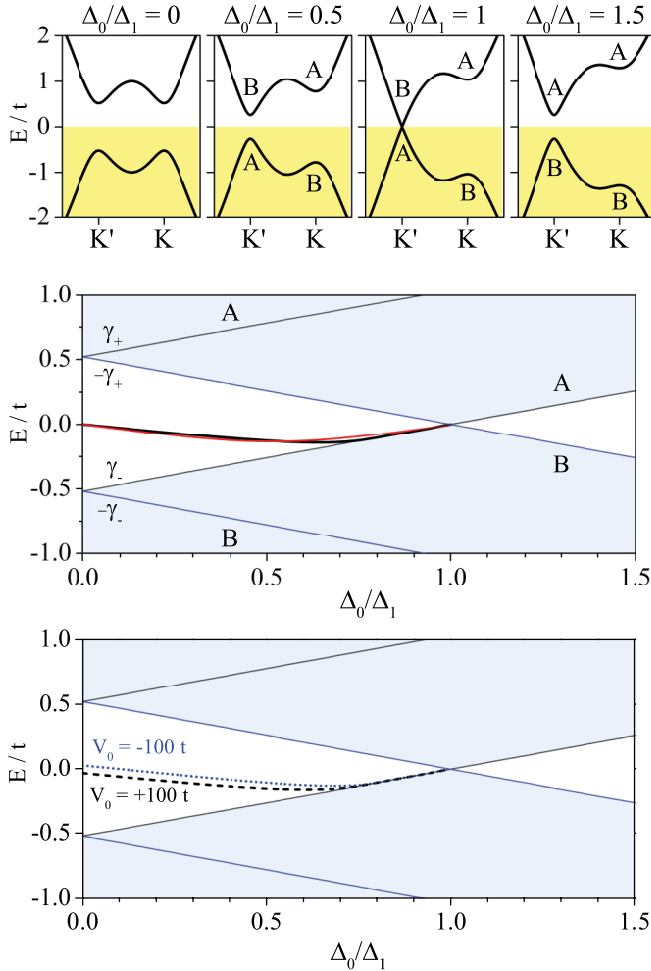 Δ₀/Δ₁ = 0 Δ₀/Δ₁ = 0.5 Δ₀/Δ₁ = 1 Δ₀/Δ₁ = 1.5
2
1
0
-1
-2
E / t
B A B A A
A B A B B B
K' K K' K K' K K' K
1.0
0.5
0.0
-0.5
-1.0
E / t
γ₊
-γ₊
γ₋
-γ₋
A
A
B
B
0.0 0.5 1.0 1.5
Δ₀/Δ₁
1.0
0.5
0.0
-0.5
-1.0
E / t
V₀ = -100 t
V₀ = +100 t
0.0 0.5 1.0 1.5
Δ₀/Δ₁